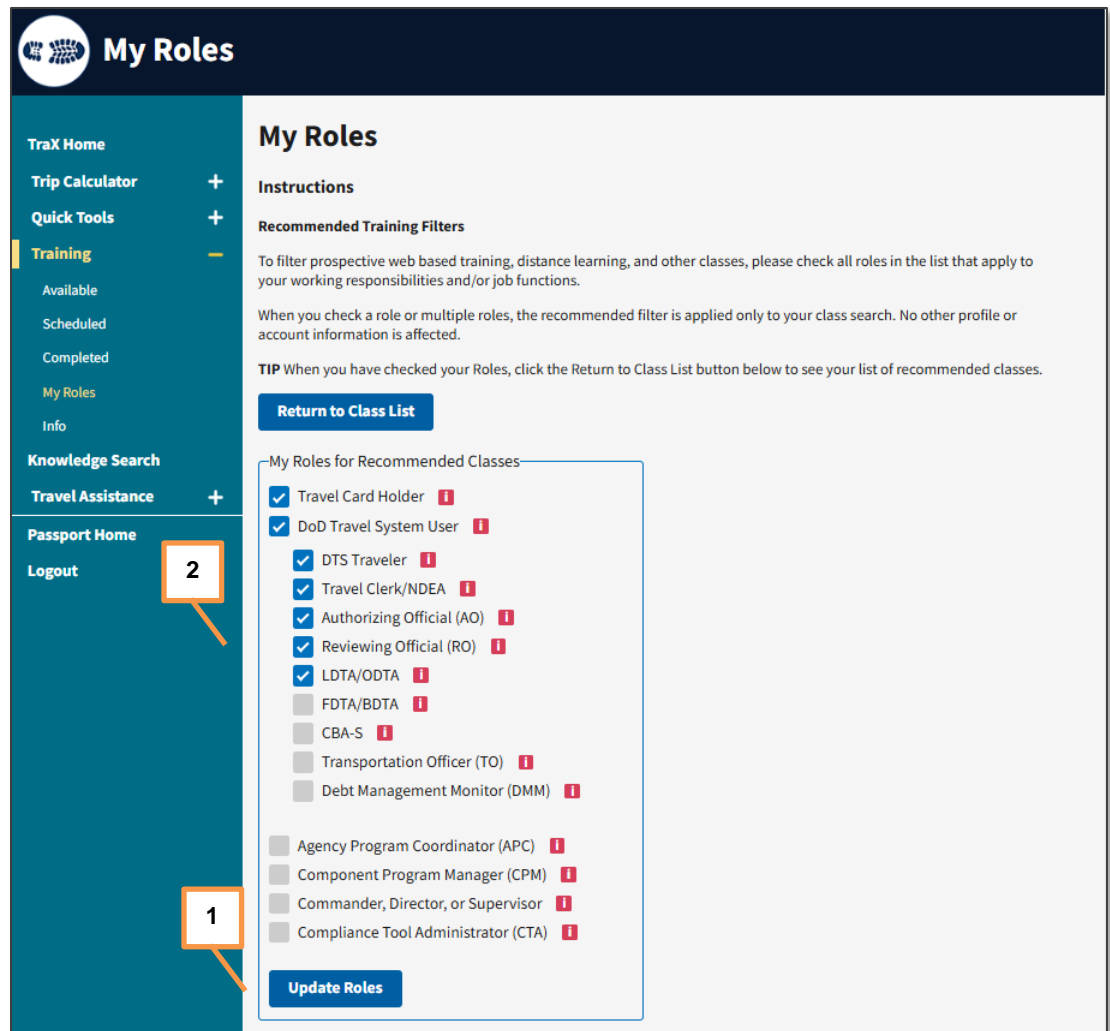 My Roles
TraX Home
Trip Calculator
Quick Tools
Training
Available
Scheduled
Completed
My Roles
Info
Knowledge Search
Travel Assistance
Passport Home
Logout
2
1
My Roles
Instructions
Recommended Training Filters
To filter prospective web based training, distance learning, and other classes, please check all roles in the list that apply to
your working responsibilities and/or job functions.
When you check a role or multiple roles, the recommended filter is applied only to your class search. No other profile or
account information is affected.
TIP When you have checked your Roles, click the Return to Class List button below to see your list of recommended classes.
Return to Class List
My Roles for Recommended Classes
Travel Card Holder i
DoD Travel System User i
DTS Traveler i
Travel Clerk/NDEA i
Authorizing Official (AO) i
Reviewing Official (RO) i
LDTA/ODTA i
FDTA/BDTA i
CBA-S i
Transportation Officer (TO) i
Debt Management Monitor (DMM) i
Agency Program Coordinator (APC) i
Component Program Manager (CPM) i
Commander, Director, or Supervisor i
Compliance Tool Administrator (CTA) i
Update Roles